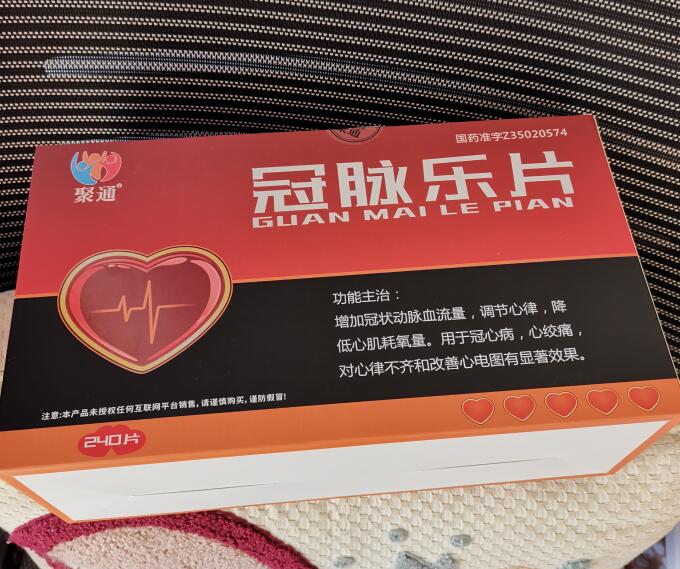 聚通
国药准字Z35020574
聚通®
冠脉乐片
GUAN MAI LE PIAN
功能主治：
增加冠状动脉血流量，调节心律，降
低心肌耗氧量。用于冠心病，心绞痛，
对心律不齐和改善心电图有显著效果。
注意:本产品未授权任何互联网平台销售,请谨慎购买,谨防假冒!
240片